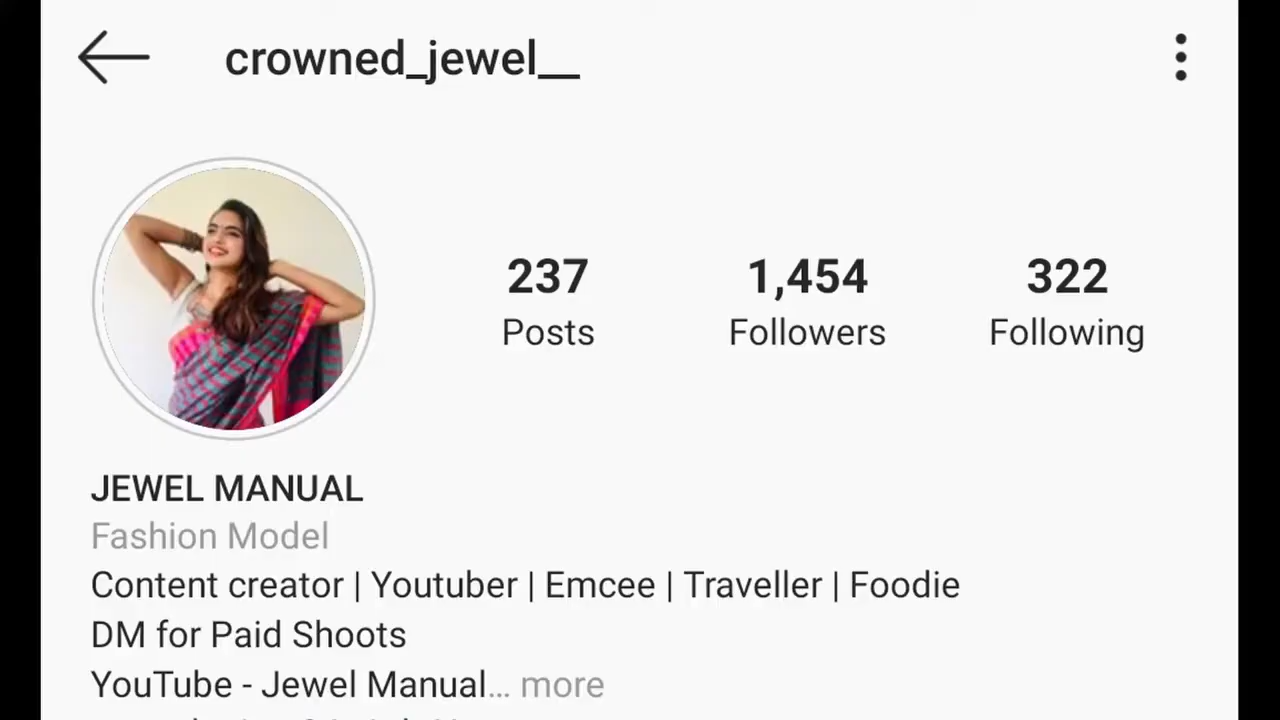 crowned_jewel__
237
1,454
322
Posts
Followers
Following
JEWEL MANUAL
Fashion Model
Content creator | Youtuber | Emcee | Traveller | Foodie
DM for Paid Shoots
YouTube - Jewel Manual... more